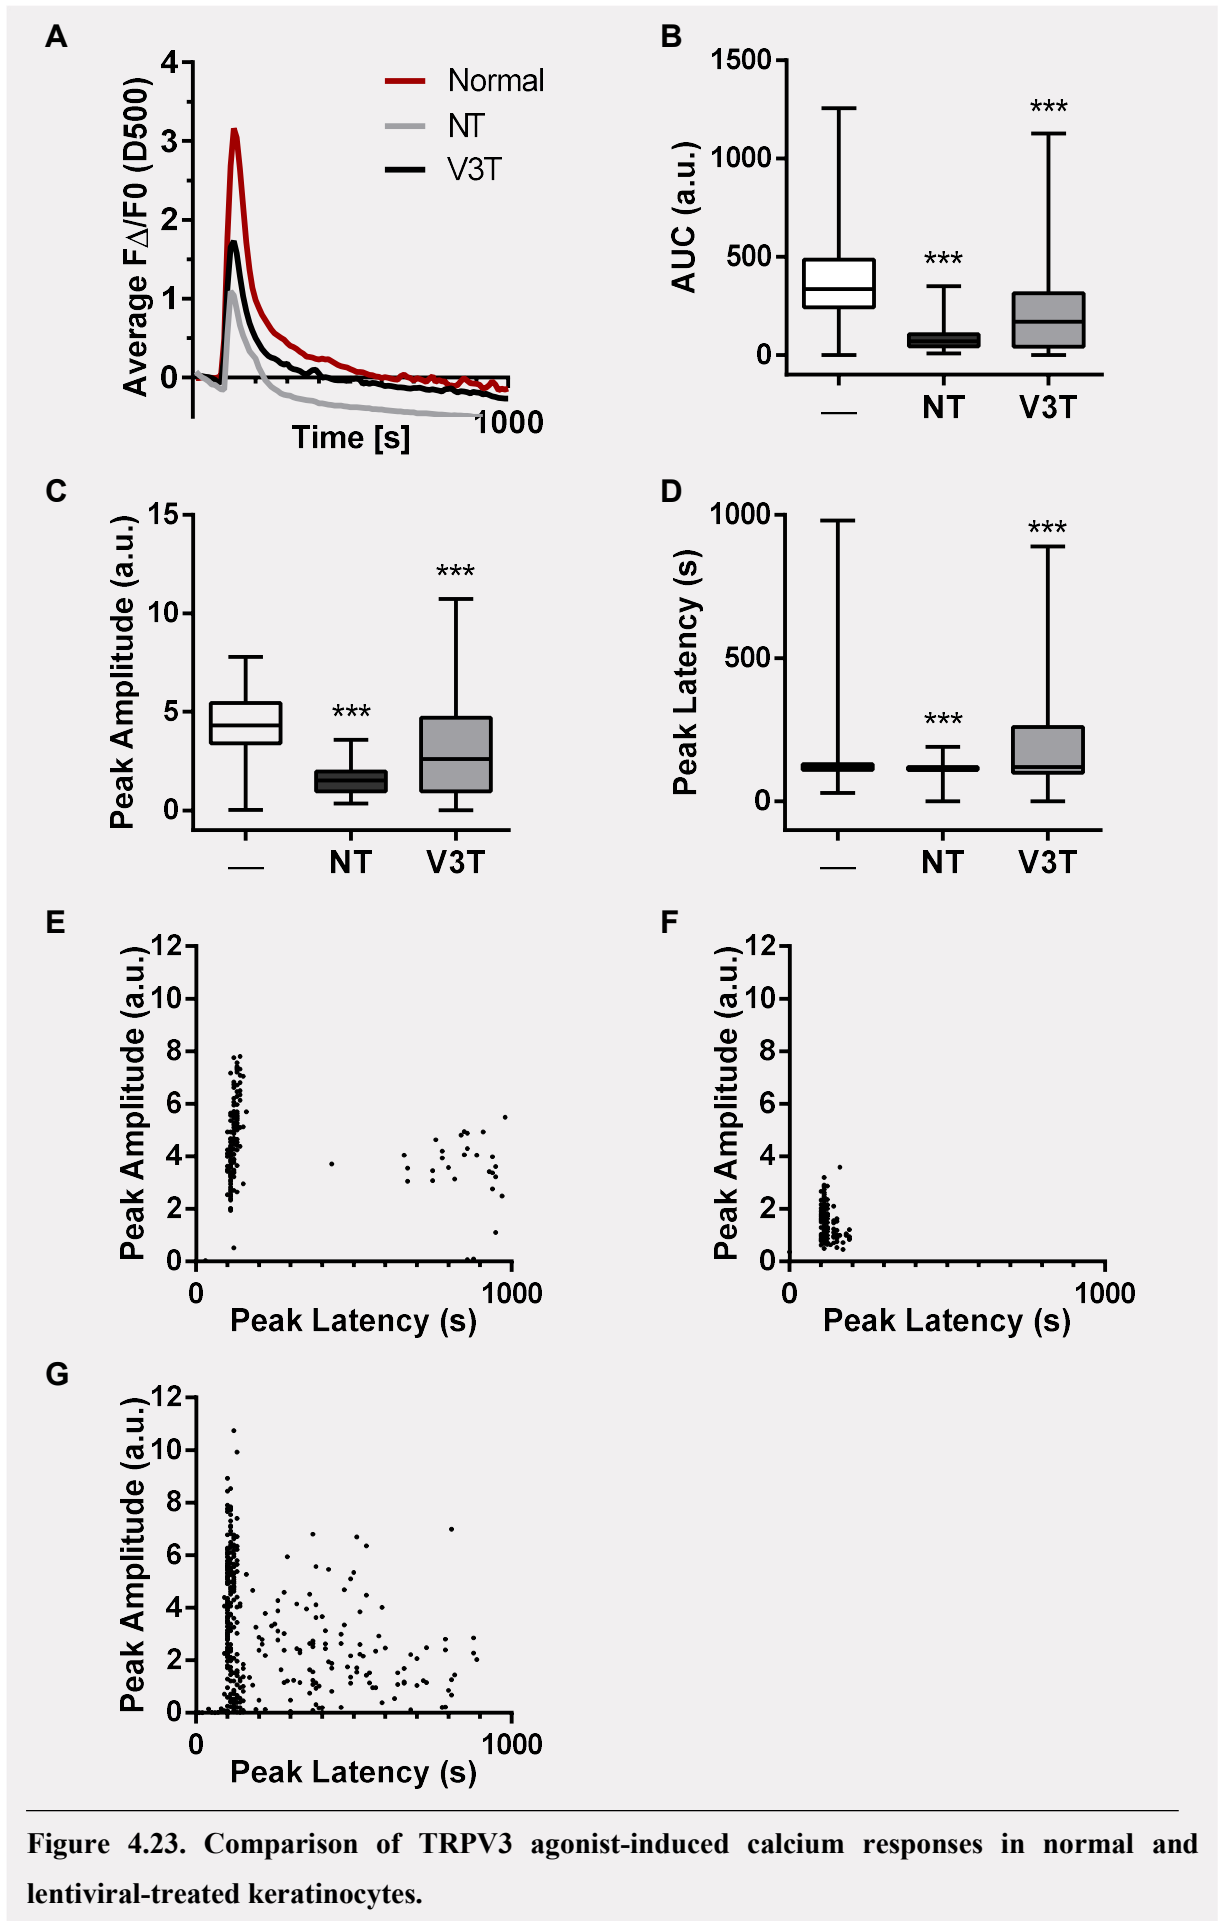 A
Average FΔ/F0 (D500)
4
3
2
1
0
Normal
NT
V3T
1000
Time [s]
B
AUC (a.u.)
1500
1000
500
0
***
***
—
NT
V3T
C
Peak Amplitude (a.u.)
15
10
5
0
***
***
—
NT
V3T
D
Peak Latency (s)
1000
500
0
***
***
—
NT
V3T
E
Peak Amplitude (a.u.)
12
10
8
6
4
2
0
0
1000
Peak Latency (s)
F
Peak Amplitude (a.u.)
12
10
8
6
4
2
0
0
1000
Peak Latency (s)
G
Peak Amplitude (a.u.)
12
10
8
6
4
2
0
0
1000
Peak Latency (s)
Figure 4.23. Comparison of TRPV3 agonist-induced calcium responses in normal and
lentiviral-treated keratinocytes.